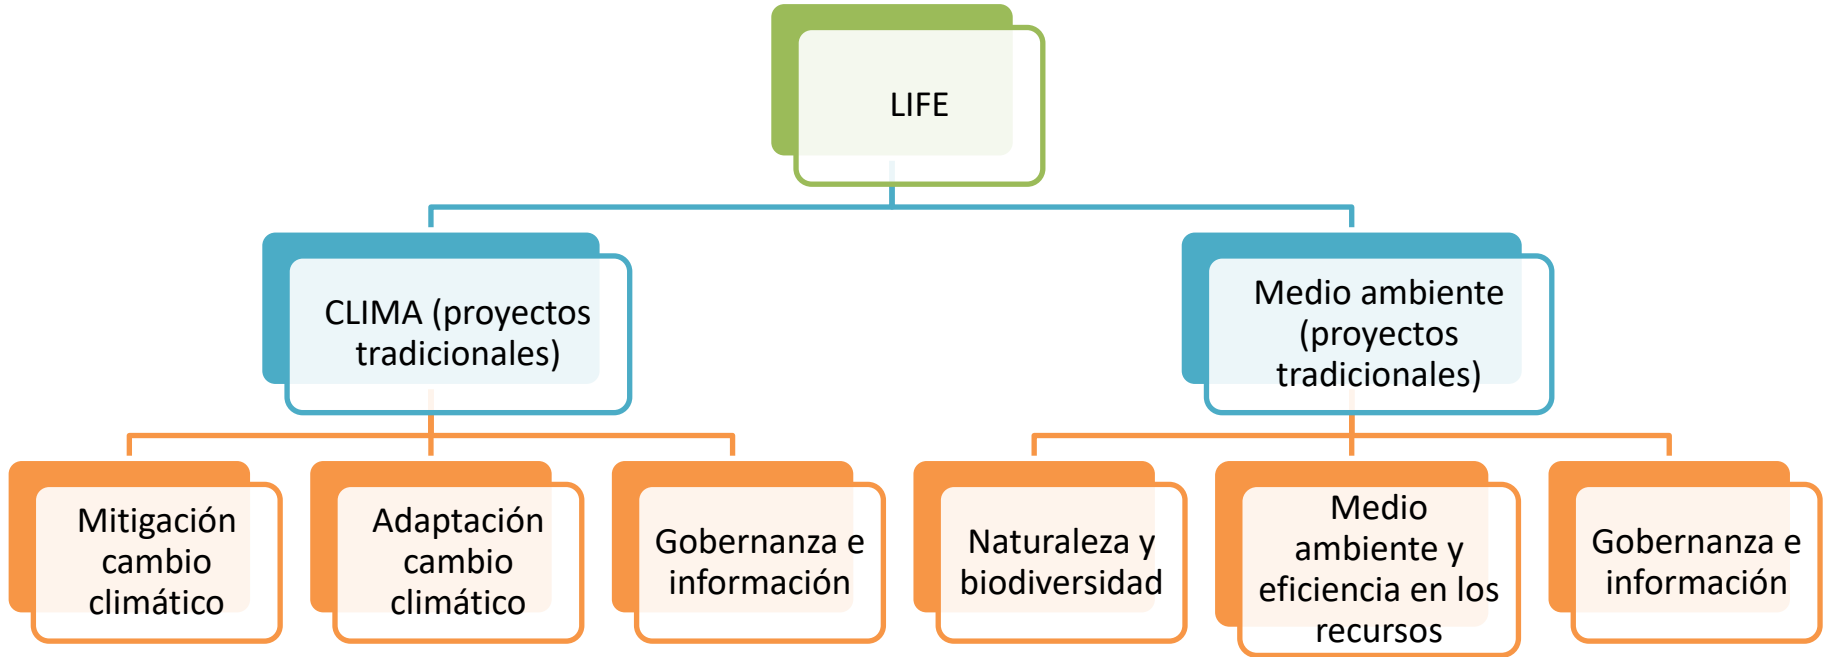 LIFE
CLIMA (proyectos
tradicionales)
Medio ambiente
(proyectos
tradicionales)
Mitigación
cambio
climático
Adaptación
cambio
climático
Gobernanza e
información
Naturaleza y
biodiversidad
Medio
ambiente y
eficiencia en los
recursos
Gobernanza e
información